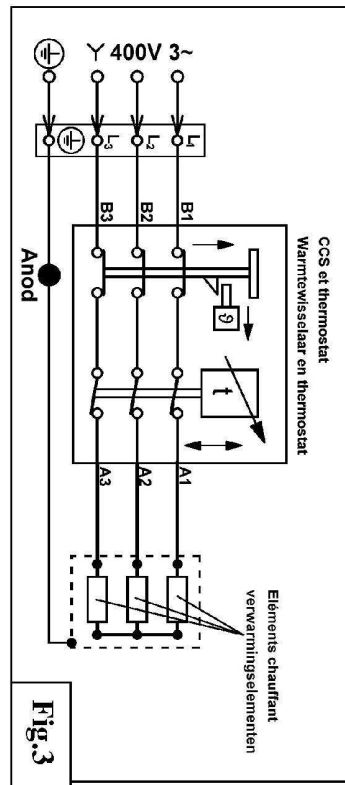 Y 400V 3~
L₁
L₂
L₃
B1
B2
B3
CCS et thermostat
Warmtewisselaar en thermostat
ϑ
t
Anod
A1
A2
A3
Eléments chauffant
verwarmingselementen
Fig.3